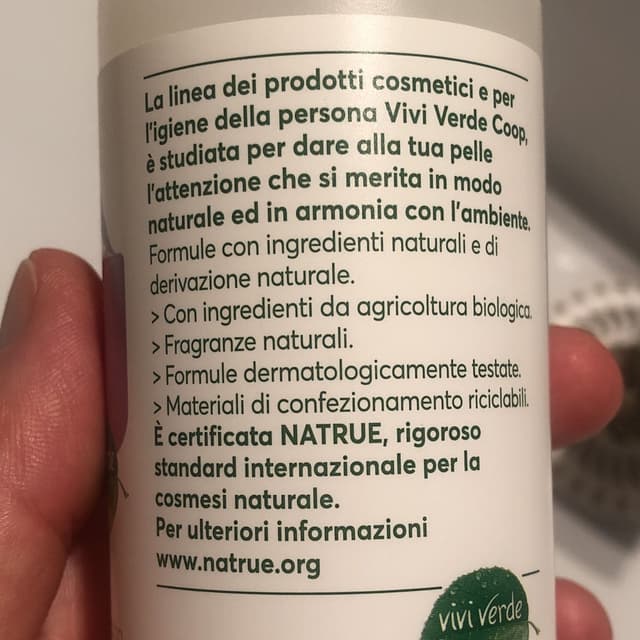 La linea dei prodotti cosmetici e per
l'igiene della persona Vivi Verde Coop,
è studiata per dare alla tua pelle
l'attenzione che si merita in modo
naturale ed in armonia con l'ambiente.
Formule con ingredienti naturali e di
derivazione naturale.
> Con ingredienti da agricoltura biologica.
> Fragranze naturali.
> Formule dermatologicamente testate.
> Materiali di confezionamento riciclabili.
È certificata NATRUE, rigoroso
standard internazionale per la
cosmesi naturale.
Per ulteriori informazioni
www.natrue.org
vivi verde